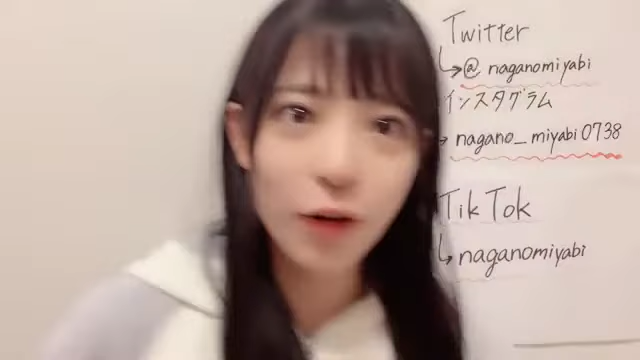 Twitter
↳@ naganomiyabi
インスタグラム
→ nagano_miyabi0738
TikTok
↳naganomiyabi